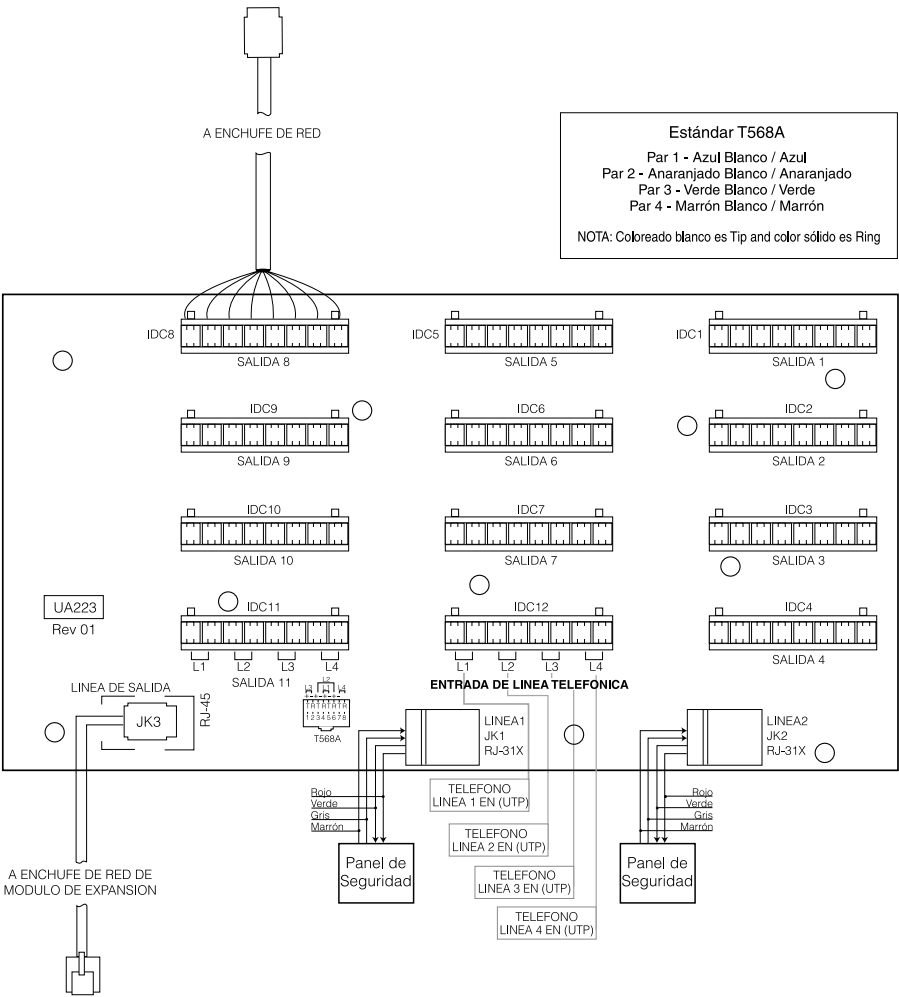 A ENCHUFE DE RED
Estándar T568A
Par 1 - Azul Blanco / Azul
Par 2 - Anaranjado Blanco / Anaranjado
Par 3 - Verde Blanco / Verde
Par 4 - Marrón Blanco / Marrón
NOTA: Coloreado blanco es Tip and color sólido es Ring
IDC8
SALIDA 8
IDC5
SALIDA 5
IDC1
SALIDA 1
IDC9
SALIDA 9
IDC6
SALIDA 6
IDC2
SALIDA 2
IDC10
SALIDA 10
IDC7
SALIDA 7
IDC3
SALIDA 3
UA223
Rev 01
IDC11
L1 L2 L3 L4
SALIDA 11
IDC12
L1 L2 L3 L4
ENTRADA DE LINEA TELEFONICA
IDC4
SALIDA 4
LINEA DE SALIDA
JK3
RJ-45
L2
L3 L1 L4
+-+-+-+-
TRTRTRTR
12345678
T568A
LINEA1
JK1
RJ-31X
LINEA2
JK2
RJ-31X
Rojo
Verde
Gris
Marrón
Panel de
Seguridad
TELEFONO
LINEA 1 EN (UTP)
TELEFONO
LINEA 2 EN (UTP)
TELEFONO
LINEA 3 EN (UTP)
TELEFONO
LINEA 4 EN (UTP)
Rojo
Verde
Gris
Marrón
Panel de
Seguridad
A ENCHUFE DE RED DE
MODULO DE EXPANSION